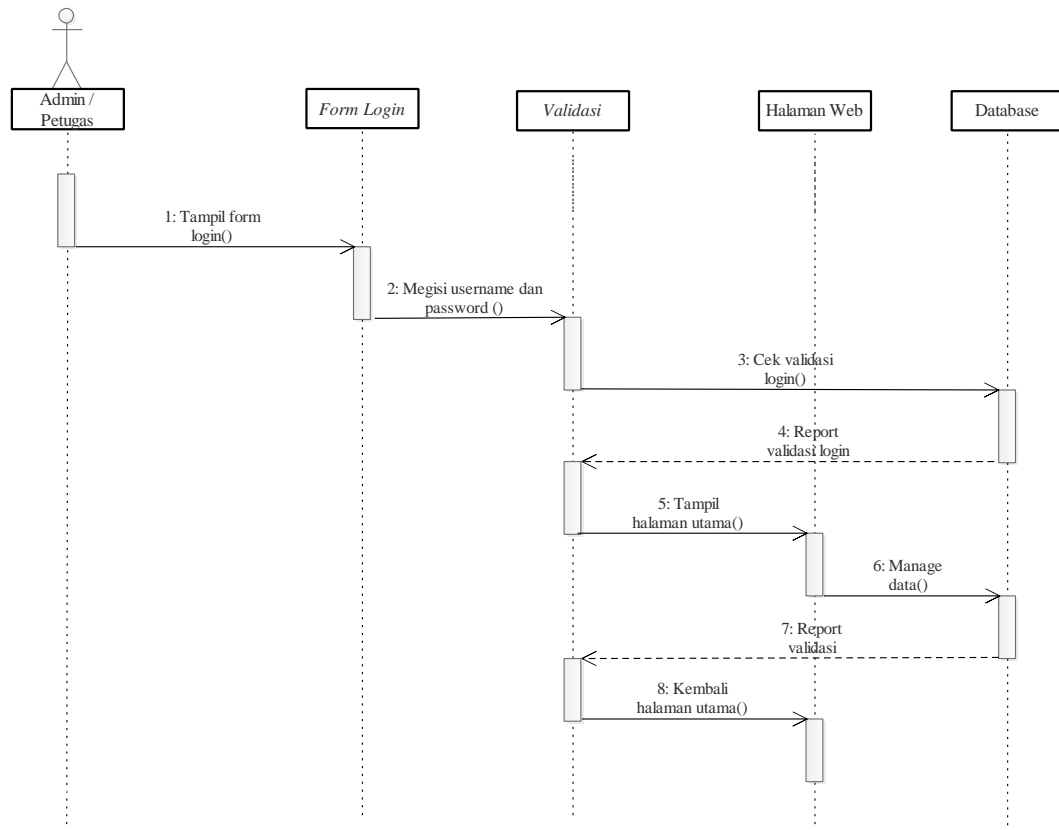 Admin /
Petugas
Form Login
Validasi
Halaman Web
Database
1: Tampil form
login()
2: Megisi username dan
password ()
3: Cek validasi
login()
4: Report
validasi login
5: Tampil
halaman utama()
6: Manage
data()
7: Report
validasi
8: Kembali
halaman utama()